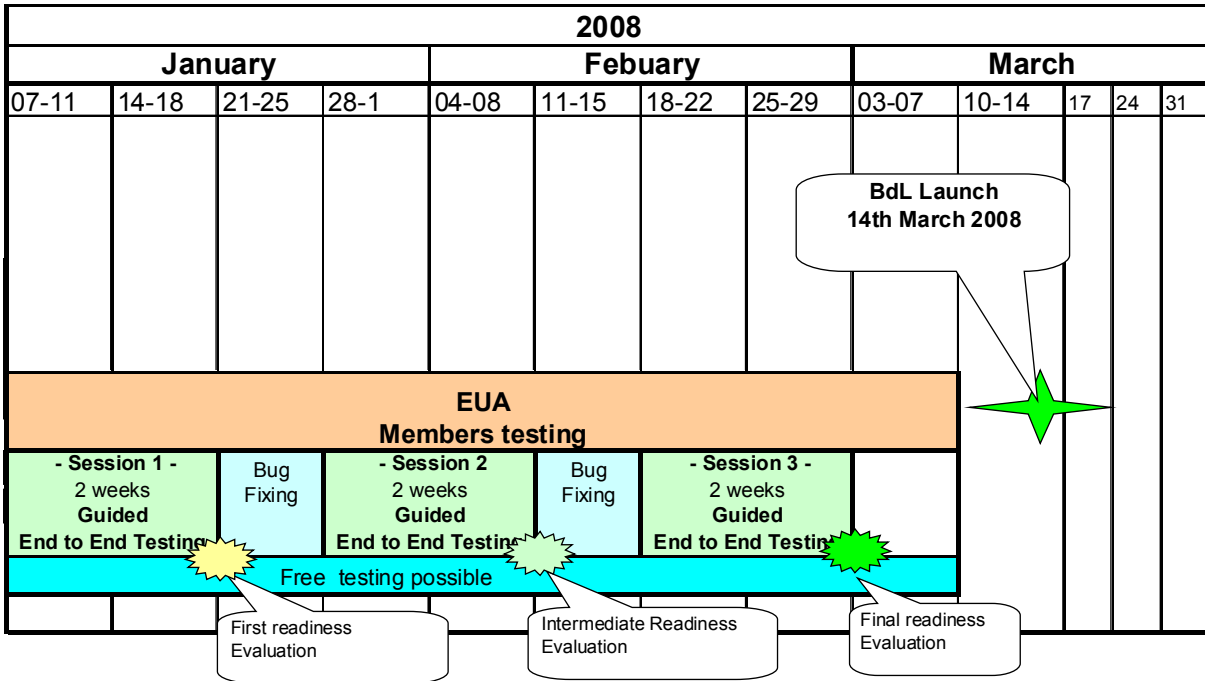 2008
January Febuary March
07-11 14-18 21-25 28-1 04-08 11-15 18-22 25-29 03-07 10-14 17 24 31
BdL Launch
14th March 2008
EUA
Members testing
- Session 1 -
2 weeks
Guided
End to End Testing
Bug
Fixing
- Session 2
2 weeks
Guided
End to End Testing
Bug
Fixing
- Session 3 -
2 weeks
Guided
End to End Testing
Free testing possible
First readiness
Evaluation
Intermediate Readiness
Evaluation
Final readiness
Evaluation